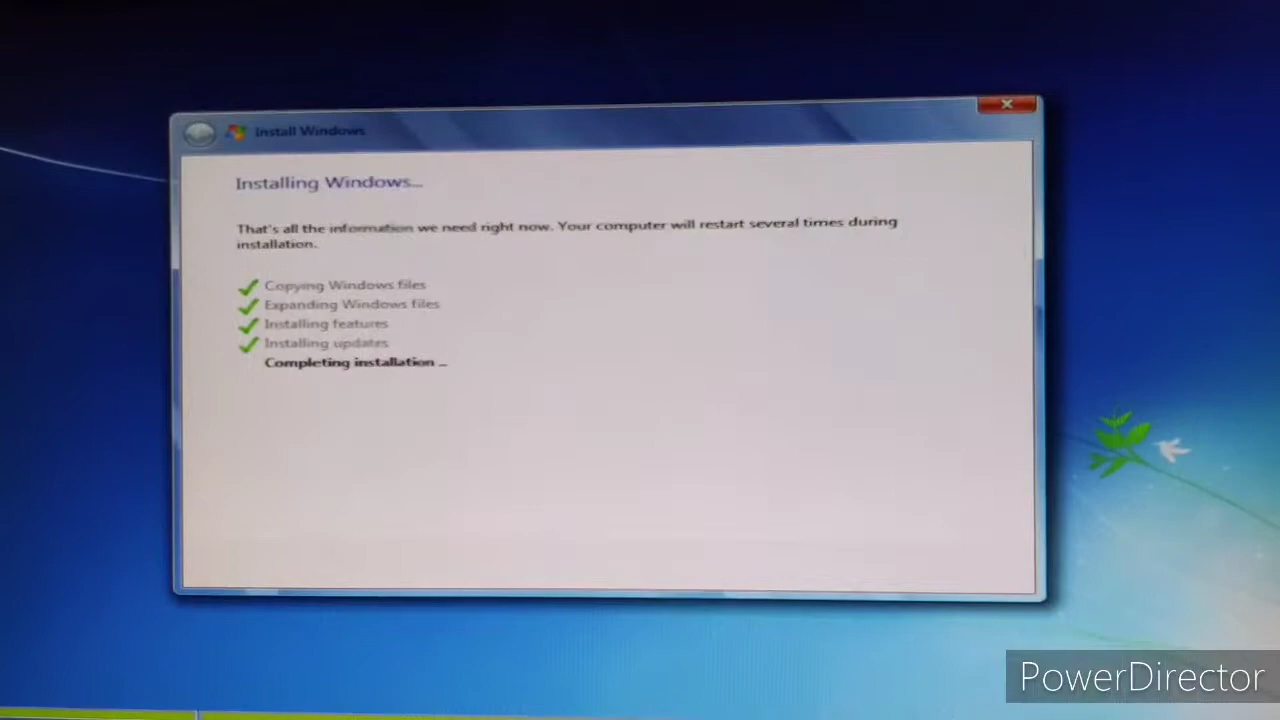 Install Windows
Installing Windows...
That's all the information we need right now. Your computer will restart several times during
installation.
Copying Windows files
Expanding Windows files
Installing features
Installing updates
Completing installation ...
PowerDirector